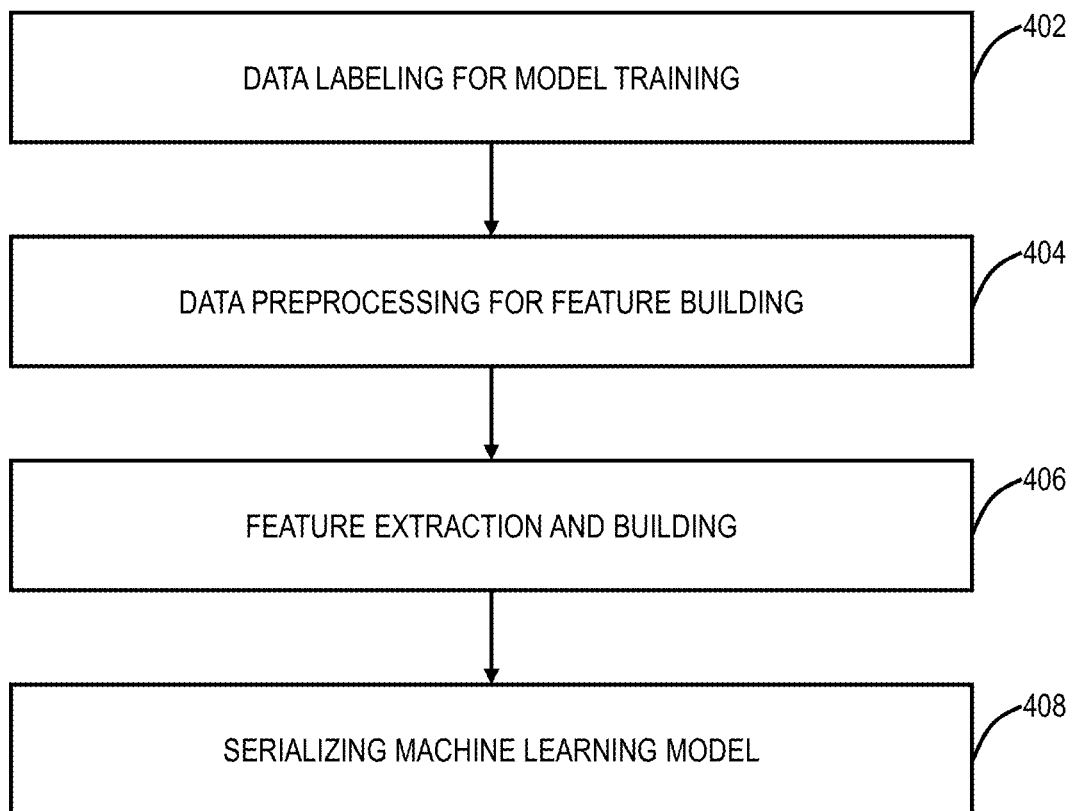 402
DATA LABELING FOR MODEL TRAINING
404
DATA PREPROCESSING FOR FEATURE BUILDING
406
FEATURE EXTRACTION AND BUILDING
408
SERIALIZING MACHINE LEARNING MODEL